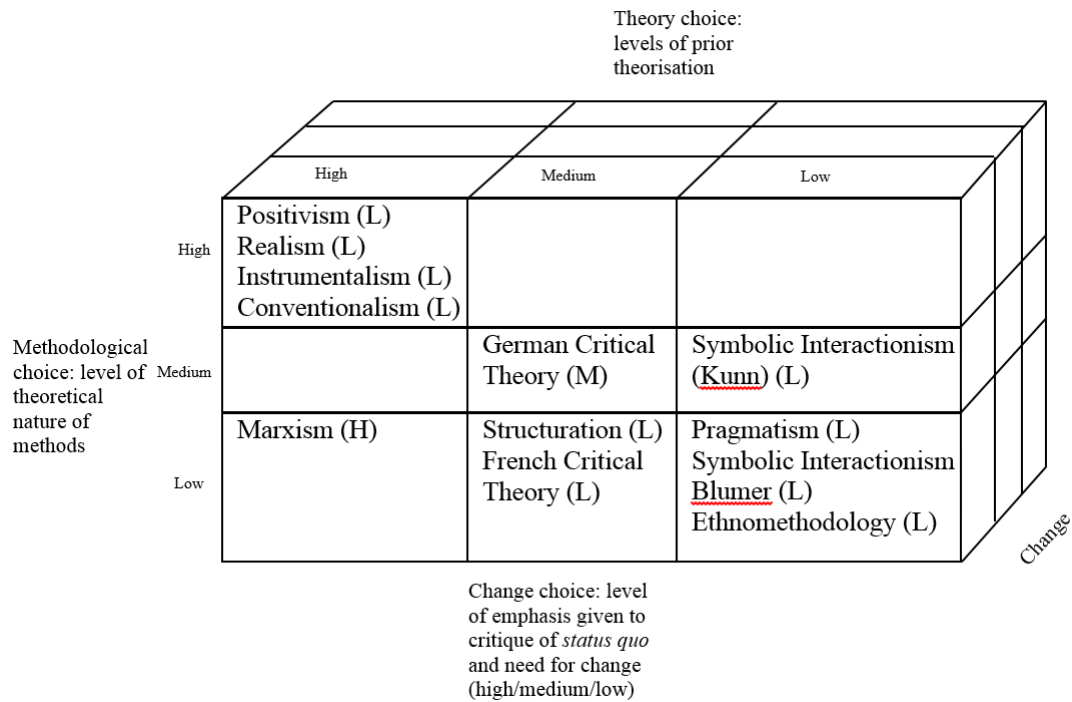 Theory choice:
levels of prior
theorisation
High
Medium
Low
High
Positivism (L)
Realism (L)
Instrumentalism (L)
Conventionalism (L)
Methodological
choice: level of
theoretical
nature of
methods
Medium
German Critical
Theory (M)
Symbolic Interactionism
(Kunn) (L)
Low
Marxism (H)
Structuration (L)
French Critical
Theory (L)
Pragmatism (L)
Symbolic Interactionism
Blumer (L)
Ethnomethodology (L)
Change
Change choice: level
of emphasis given to
critique of status quo
and need for change
(high/medium/low)